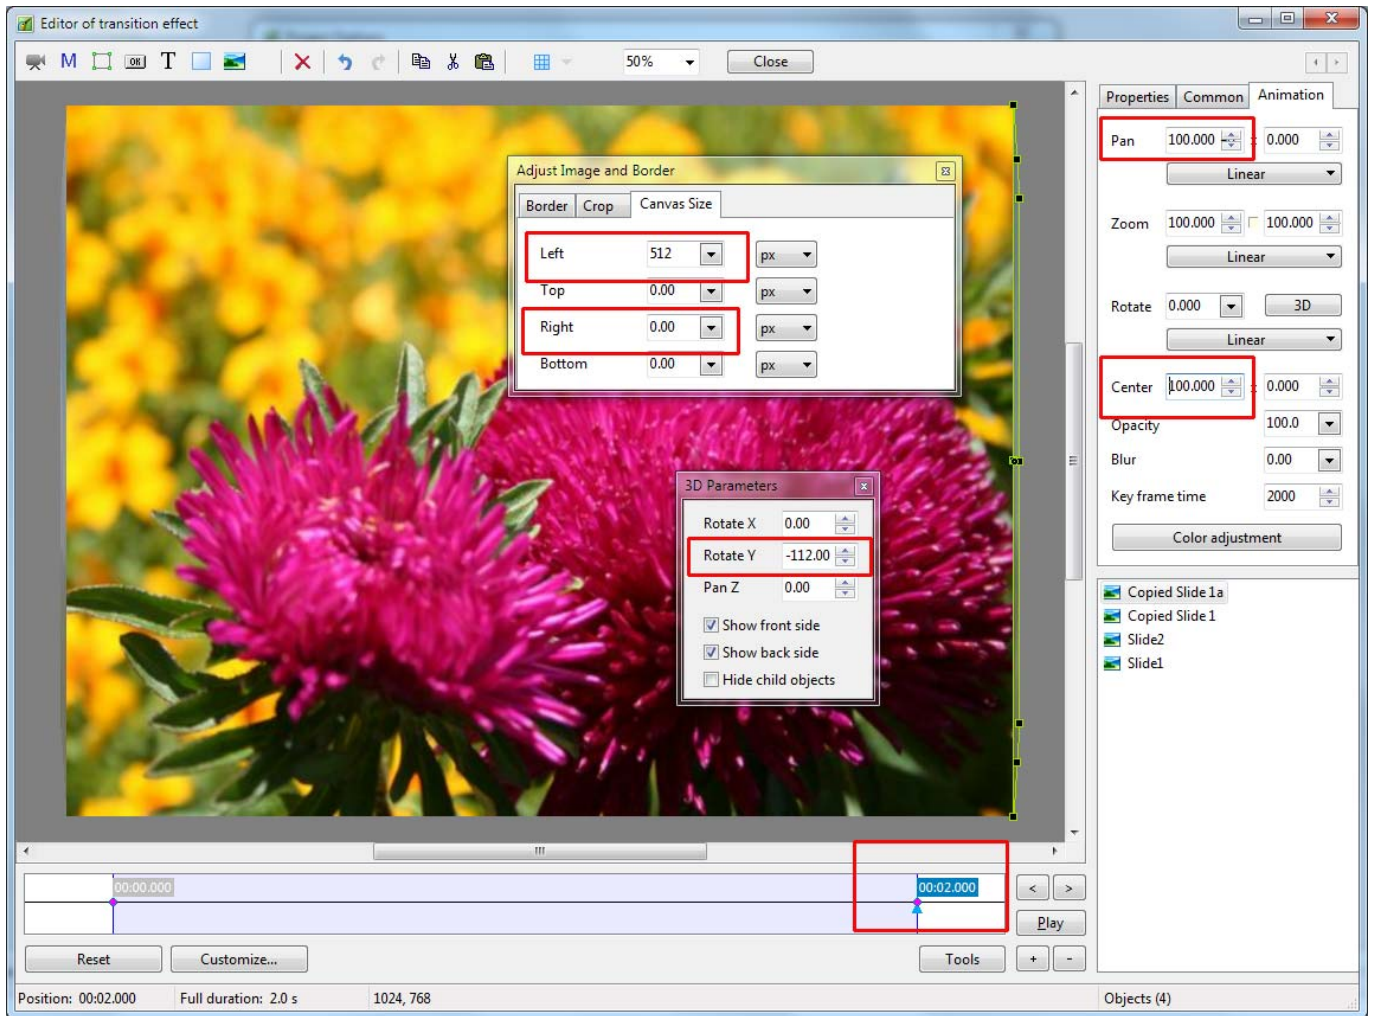 Editor of transition effect
M OK T 50% Close
Properties Common Animation
Pan 100.000 0.000
Linear
Zoom 100.000 100.000
Linear
Rotate 0.000 3D
Linear
Center 100.000 0.000
Opacity 100.0
Blur 0.00
Key frame time 2000
Color adjustment
Adjust Image and Border
Border Crop Canvas Size
Left 512 px
Top 0.00 px
Right 0.00 px
Bottom 0.00 px
3D Parameters
Rotate X 0.00
Rotate Y -112.00
Pan Z 0.00
Show front side
Show back side
Hide child objects
Copied Slide 1a
Copied Slide 1
Slide2
Slide1
00:00.000 00:02.000
< >
Play
Reset Customize... Tools + -
Position: 00:02.000 Full duration: 2.0 s 1024, 768 Objects (4)